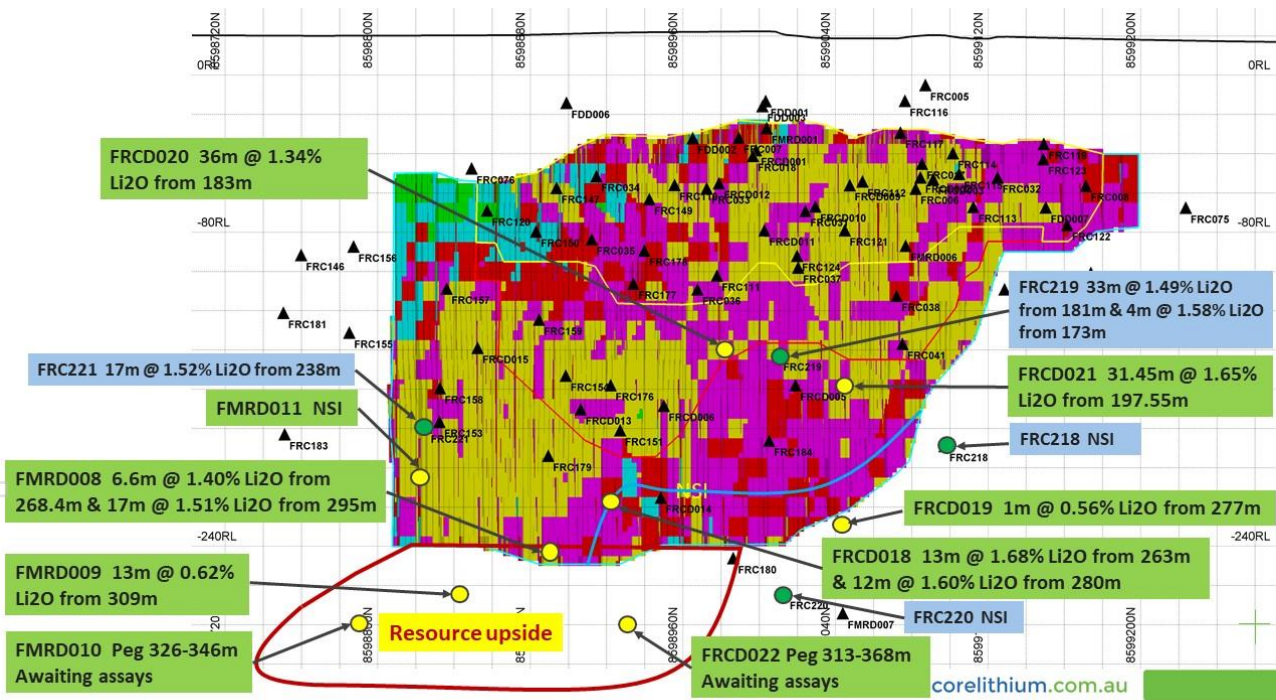 8598720N
8598800N
8598880N
8598960N
8599040N
8599120N
8599200N
0RL
0RL
FRC005
FRC116
FDD006
FDD001
FDD003
FMRD001
FRC117
FDD002
FRC007
FRCD001
FRC018
FRC114
FRC119
FRC123
FRCD020 36m @ 1.34%
Li2O from 183m
FRC076
FRC147
FRC034
FRC149
FRC033
FRCD012
FRCD009
FRC112
FRC006
FRC032
FRC008
FRC120
FRC150
FRC035
FRC178
FRCD010
FRC031
FRCD011
FRC121
FRC113
FDD007
FRC122
FRC075
-80RL
-80RL
FRC146
FRC156
FRC124
FRC037
FMRD006
FRC157
FRC177
FRC036
FRC111
FRC038
FRC219 33m @ 1.49% Li2O
from 181m & 4m @ 1.58% Li2O
from 173m
FRC181
FRC155
FRC159
FRCD015
FRC219
FRC041
FRC221 17m @ 1.52% Li2O from 238m
FRC158
FRC176
FRCD005
FRCD021 31.45m @ 1.65%
Li2O from 197.55m
FMRD011 NSI
FRC153
FRC221
FRCD013
FRCD006
FRC151
FRC183
FRC179
FRC184
FRC218
FRC218 NSI
FMRD008 6.6m @ 1.40% Li2O from
268.4m & 17m @ 1.51% Li2O from 295m
NSI
FRCD014
FRCD019 1m @ 0.56% Li2O from 277m
-240RL
-240RL
FRC180
FRCD018 13m @ 1.68% Li2O from 263m
& 12m @ 1.60% Li2O from 280m
FMRD009 13m @ 0.62%
Li2O from 309m
FRC220
FMRD007
FRC220 NSI
8598800N
8598960N
8599200N
Resource upside
FMRD010 Peg 326-346m
Awaiting assays
FRCD022 Peg 313-368m
Awaiting assays
corelithium.com.au